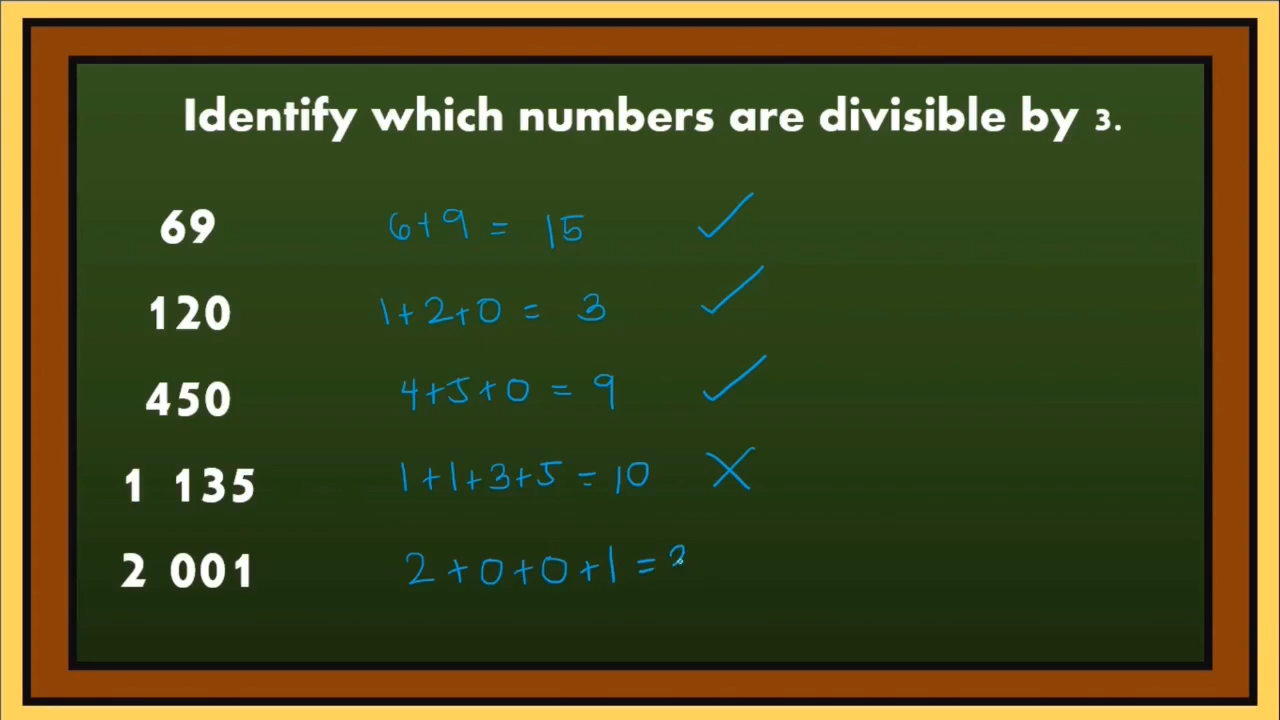 Identify which numbers are divisible by 3.
69 6+9 = 15 ✓
120 1+2+0 = 3 ✓
450 4+5+0 = 9 ✓
1 135 1+1+3+5 = 10 X
2 001 2+0+0+1 = 3